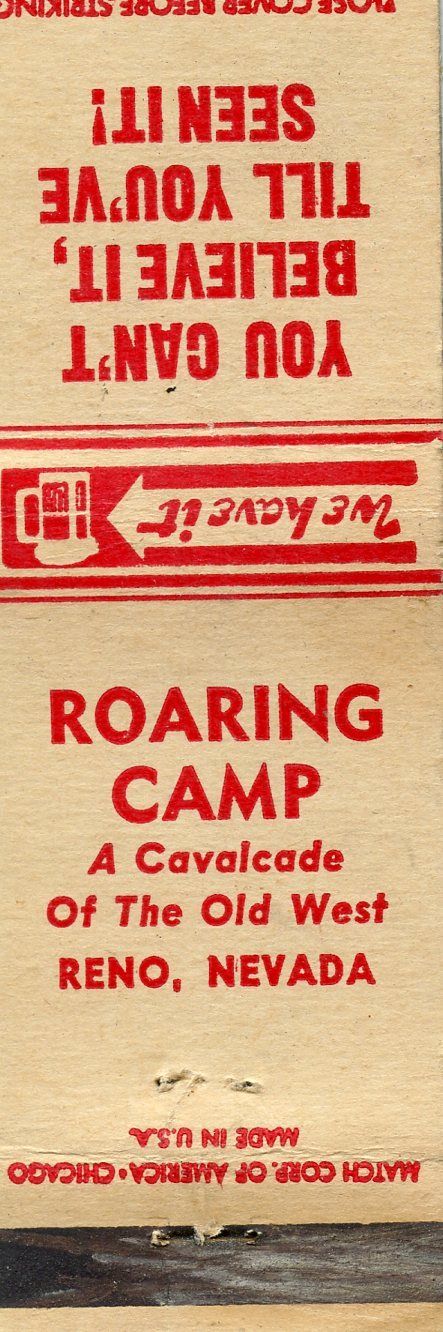 YOU CAN'T
BELIEVE IT,
TILL YOU'VE
SEEN IT!
CLOSE COVER BEFORE STRIKING
We have it
ROARING
CAMP
A Cavalcade
Of The Old West
RENO, NEVADA
MATCH CORP. OF AMERICA • CHICAGO
MADE IN U.S.A.